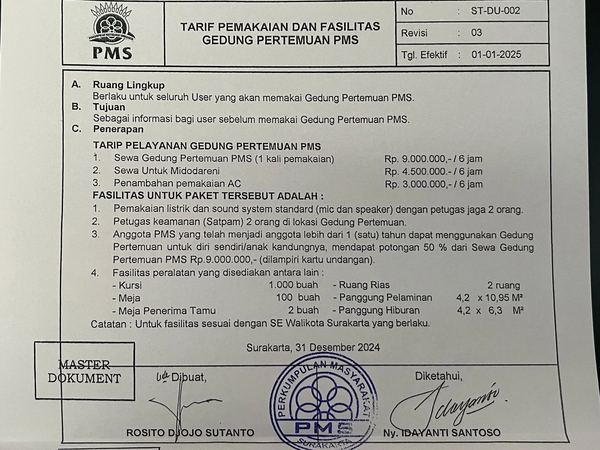 PMS
TARIF PEMAKAIAN DAN FASILITAS
GEDUNG PERTEMUAN PMS
No : ST-DU-002
Revisi : 03
Tgl. Efektif : 01-01-2025
A. Ruang Lingkup
Berlaku untuk seluruh User yang akan memakai Gedung Pertemuan PMS.
B. Tujuan
Sebagai informasi bagi user sebelum memakai Gedung Pertemuan PMS.
C. Penerapan
TARIP PELAYANAN GEDUNG PERTEMUAN PMS
1. Sewa Gedung Pertemuan PMS (1 kali pemakaian) Rp. 9.000.000,- / 6 jam
2. Sewa Untuk Midodareni Rp. 4.500.000.- / 6 jam
3. Penambahan pemakaian AC Rp. 3.000.000,- / 6 jam
FASILITAS UNTUK PAKET TERSEBUT ADALAH :
1. Pemakaian listrik dan sound system standard (mic dan speaker) dengan petugas jaga 2 orang.
2. Petugas keamanan (Satpam) 2 orang di lokasi Gedung Pertemuan.
3. Anggota PMS yang telah menjadi anggota lebih dari 1 (satu) tahun dapat menggunakan Gedung
Pertemuan untuk diri sendiri/anak kandungnya, mendapat potongan 50 % dari Sewa Gedung
Pertemuan PMS Rp.9.000.000,- (dilampiri kartu undangan).
4. Fasilitas peralatan yang disediakan antara lain :
- Kursi 1.000 buah - Ruang Rias 2 ruang
- Meja 100 buah - Panggung Pelaminan 4,2 x 10,95 M²
- Meja Penerima Tamu 2 buah - Panggung Hiburan 4,2 x 6,3 M²
Catatan : Untuk fasilitas sesuai dengan SE Walikota Surakarta yang berlaku.
Surakarta, 31 Desember 2024
MASTER
DOKUMENT
Dibuat,
Diketahui,
PERKUMPULAN MASYARAKAT
PMS
SURAKARTA
ROSITO DJOJO SUTANTO
Ny. IDAYANTI SANTOSO